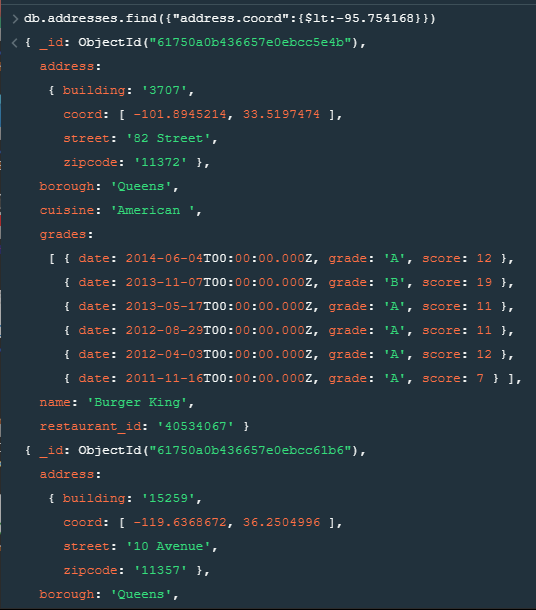 > db.addresses.find({"address.coord":{$lt:-95.754168}})
< { _id: ObjectId("61750a0b436657e0ebcc5e4b"),
address:
{ building: '3707',
coord: [ -101.8945214, 33.5197474 ],
street: '82 Street',
zipcode: '11372' },
borough: 'Queens',
cuisine: 'American ',
grades:
[ { date: 2014-06-04T00:00:00.000Z, grade: 'A', score: 12 },
{ date: 2013-11-07T00:00:00.000Z, grade: 'B', score: 19 },
{ date: 2013-05-17T00:00:00.000Z, grade: 'A', score: 11 },
{ date: 2012-08-29T00:00:00.000Z, grade: 'A', score: 11 },
{ date: 2012-04-03T00:00:00.000Z, grade: 'A', score: 12 },
{ date: 2011-11-16T00:00:00.000Z, grade: 'A', score: 7 } ],
name: 'Burger King',
restaurant_id: '40534067' }
{ _id: ObjectId("61750a0b436657e0ebcc61b6"),
address:
{ building: '15259',
coord: [ -119.6368672, 36.2504996 ],
street: '10 Avenue',
zipcode: '11357' },
borough: 'Queens',